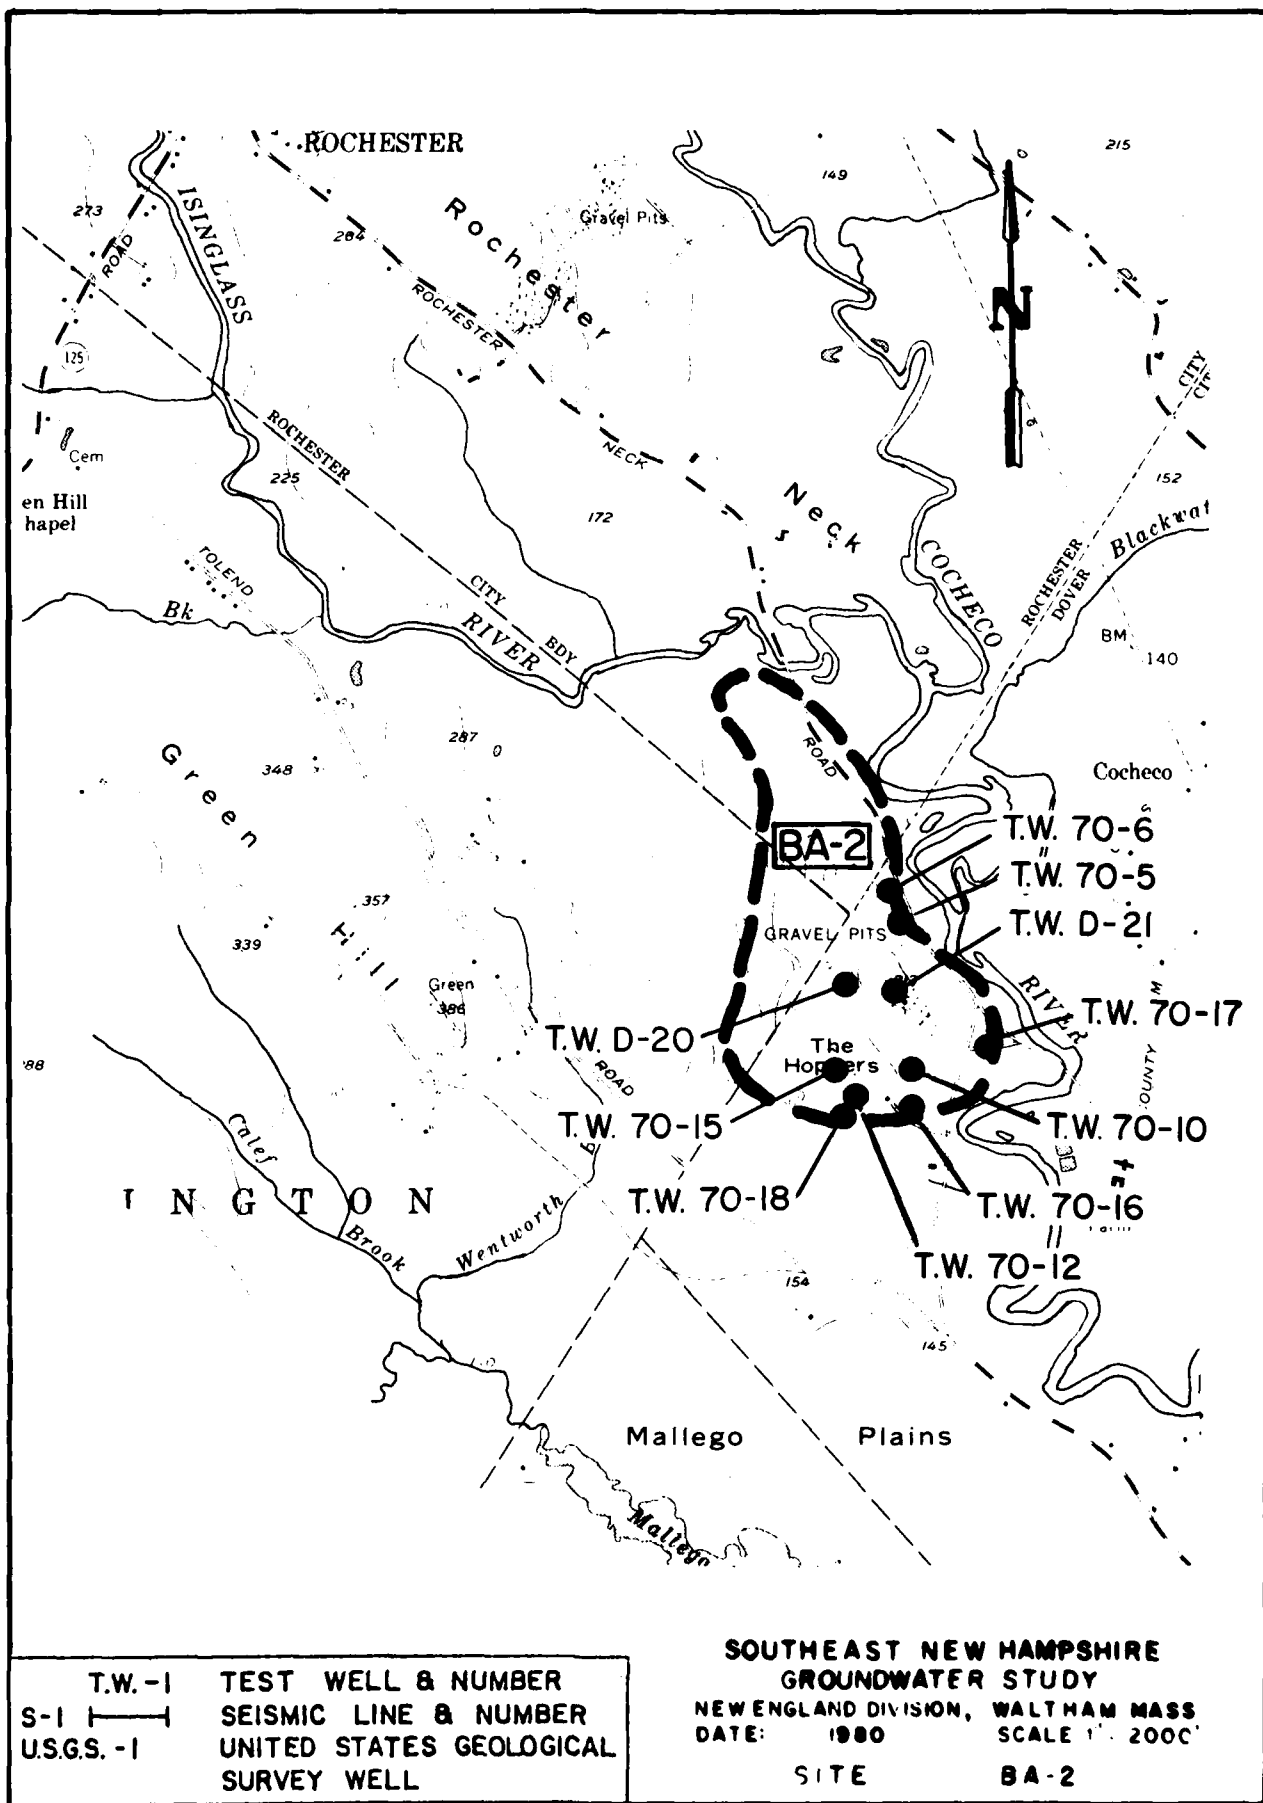 ROCHESTER
215
149
ISINGLASS
Rochester
Gravel Pits
273
264
ROAD
ROCHESTER
N
125
CITY
ROCHESTER
NECK
Cem
225
152
en Hill
hapel
172
Neck
Blackwat
COCHECO
ROCHESTER
DOVER
TOLEND
Bk
CITY
BDY
RIVER
BM
140
Green
287
348
ROAD
Cocheco
T.W. 70-6
BA-2
T.W. 70-5
357
Hill
T.W. D-21
GRAVEL PITS
339
Green
386
RIVER
T.W. 70-17
T.W. D-20
The
Hoppers
ROAD
COUNTY
T.W. 70-15
T.W. 70-10
Calef
INGTON
T.W. 70-18
T.W. 70-16
Brook
Wentworth
T.W. 70-12
154
145
Mallego Plains
Mallego
T.W.-1 TEST WELL & NUMBER
S-1 SEISMIC LINE & NUMBER
U.S.G.S.-1 UNITED STATES GEOLOGICAL
SURVEY WELL
SOUTHEAST NEW HAMPSHIRE
GROUNDWATER STUDY
NEW ENGLAND DIVISION, WALTHAM MASS
DATE: 1980 SCALE 1" 2000'
SITE BA-2